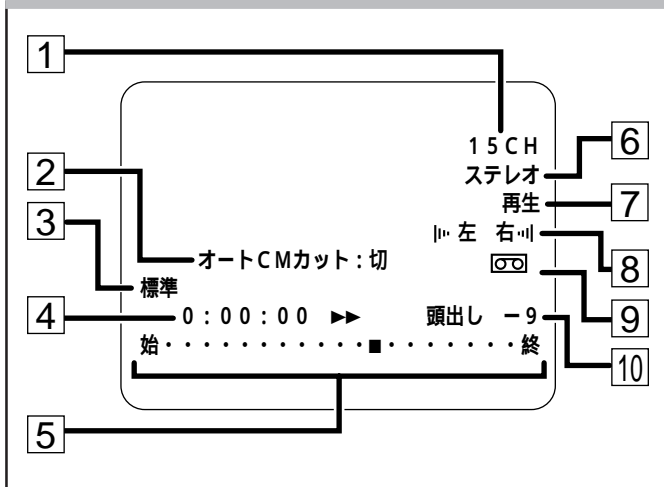 1
15CH
6
ステレオ
2
再生
7
3
左 右
8
オートCMカット:切
標準
9
4
0:00:00 ▶▶ 頭出し -9
10
始・・・・・・・・・・・■・・・・・・・終
5